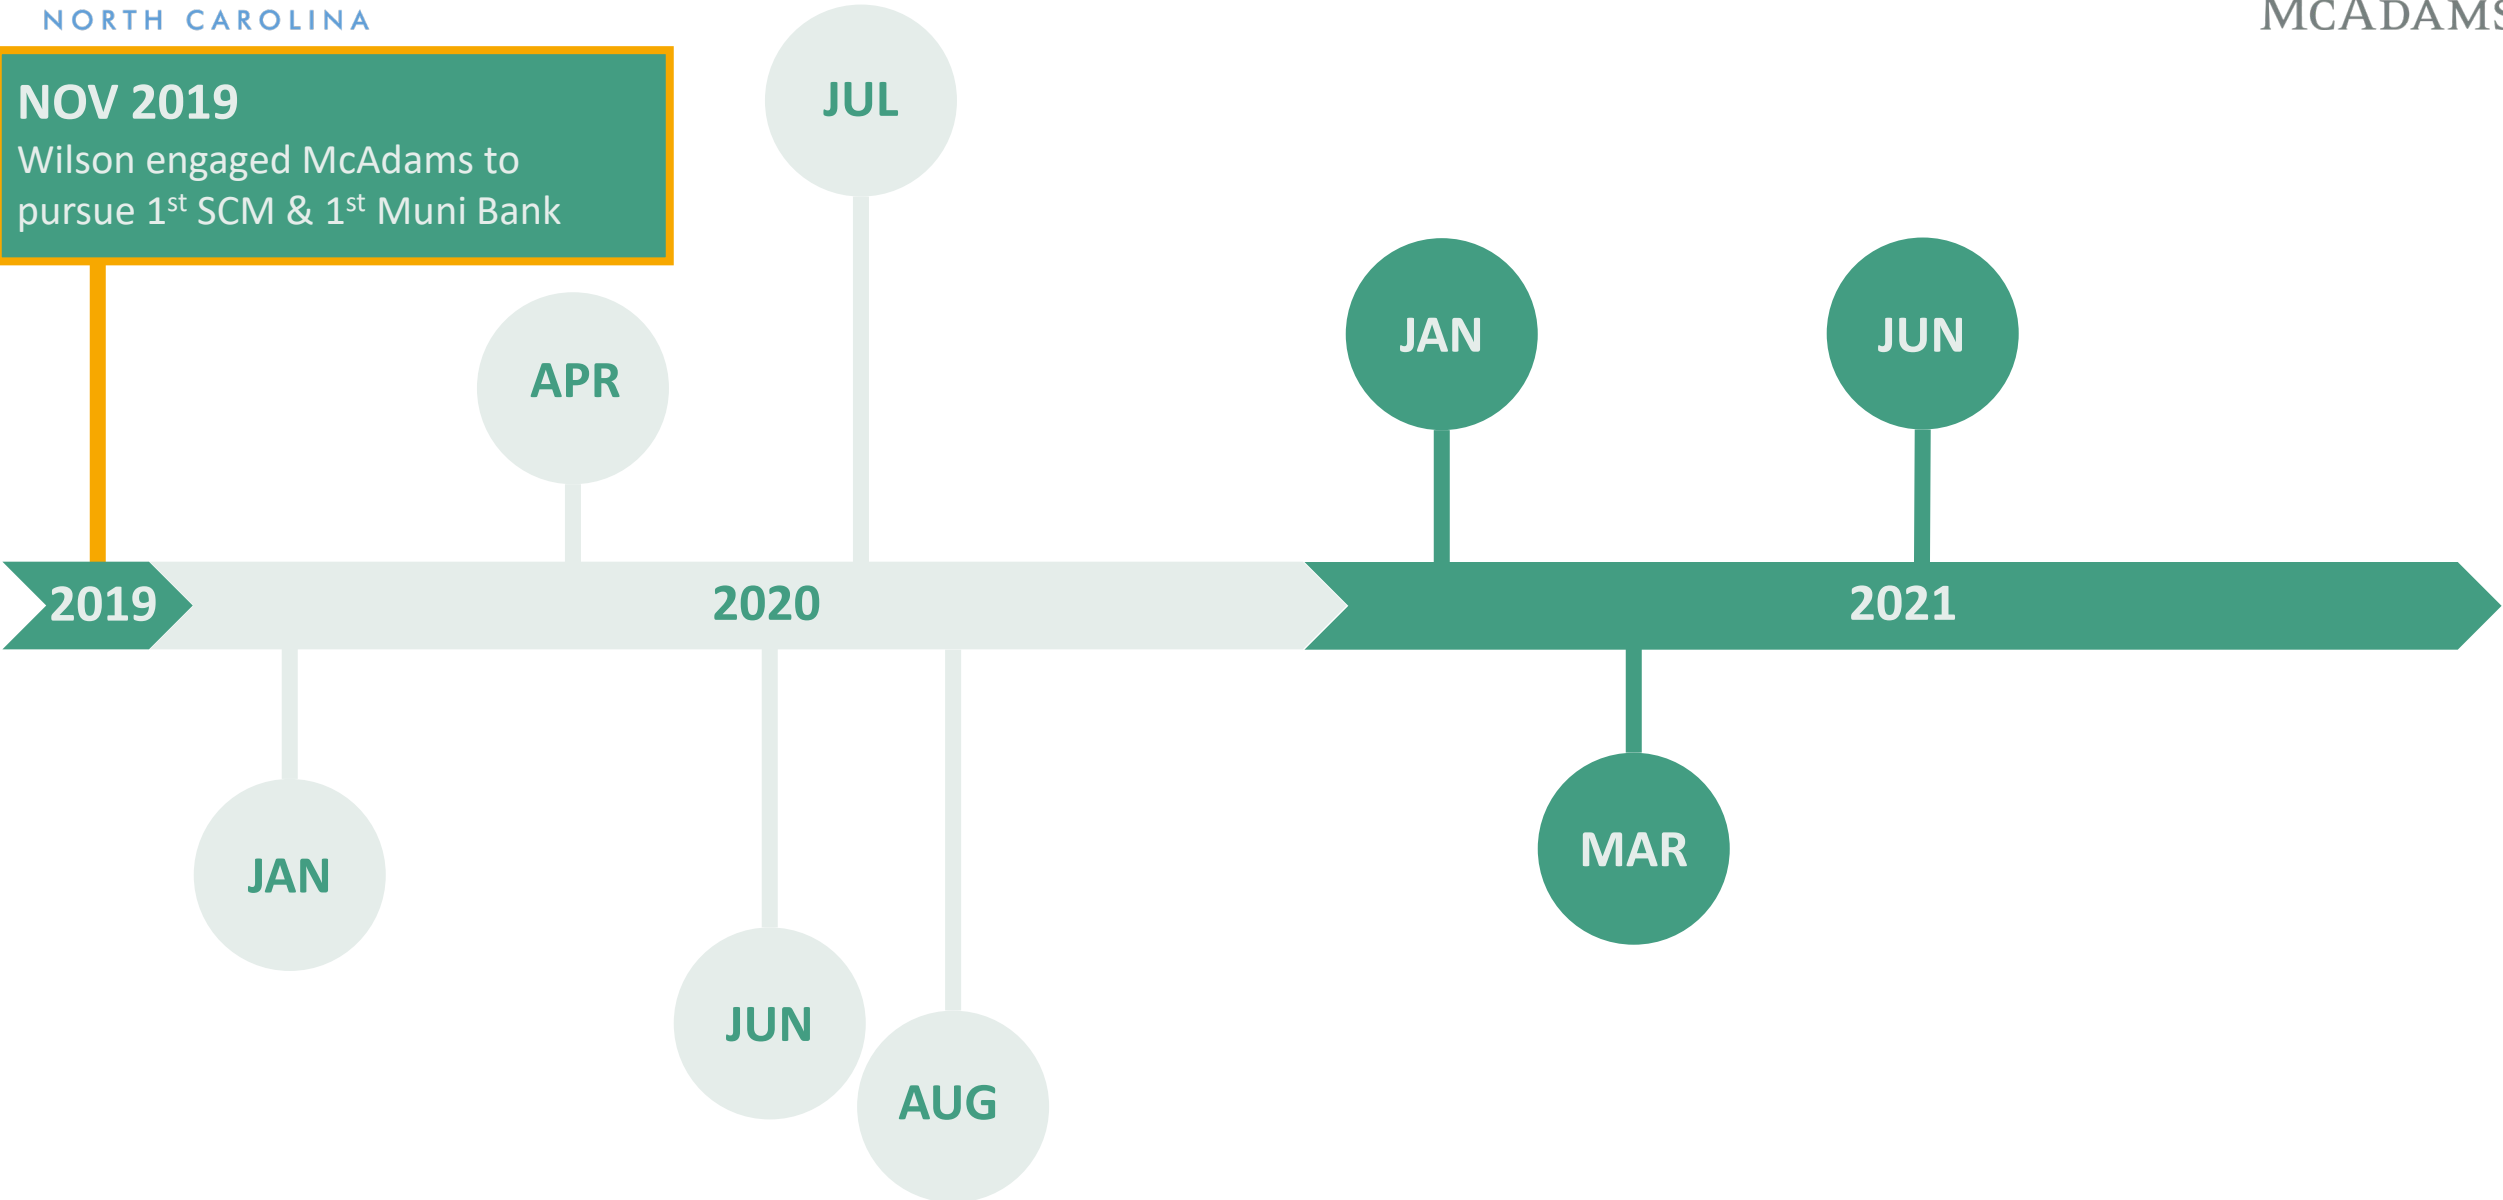 NORTH CAROLINA
MCADAMS
NOV 2019
Wilson engaged McAdams to
pursue 1st SCM & 1st Muni Bank
JUL
APR
JAN
JUN
2019
2020
2021
JAN
MAR
JUN
AUG